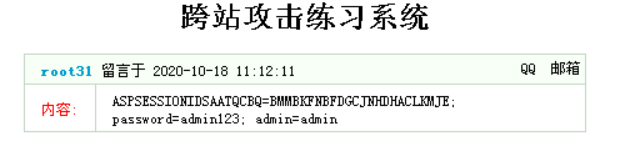 跨站攻击练习系统
root31 留言于 2020-10-18 11:12:11 QQ 邮箱
内容: ASPSESSIONIDSAATQCBQ=BMMBKFNBFDGCJNHDHACLKMJE;
password=admin123; admin=admin